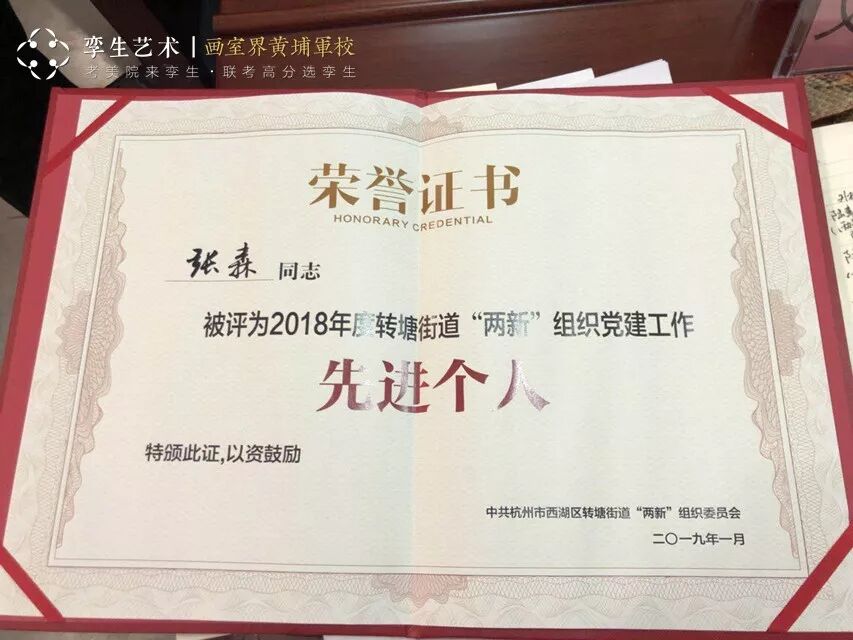 孪生艺术 | 画室界黄埔軍校
考美院来孪生·联考高分选孪生
荣誉证书
HONORARY CREDENTIAL
张森 同志
被评为2018年度转塘街道“两新”组织党建工作
先进个人
特颁此证,以资鼓励
中共杭州市西湖区转塘街道“两新”组织委员会
二〇一九年一月